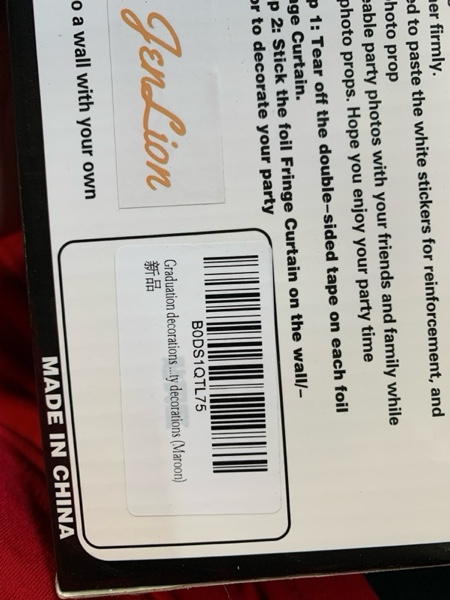 er firmly.
ed to paste the white stickers for reinforcement, and
hoto prop
able party photos with your friends and family while
photo props. Hope you enjoy your party time
p 1: Tear off the double-sided tape on each foil
ge Curtain.
p 2: Stick the foil Fringe Curtain on the wall/-
or to decorate your party
JenLion
o a wall with your own
B0DS1QTL75
Graduation decorations ...ty decorations (Maroon)
新品
MADE IN CHINA